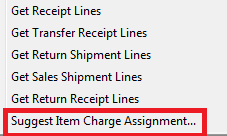 Get Receipt Lines
Get Transfer Receipt Lines
Get Return Shipment Lines
Get Sales Shipment Lines
Get Return Receipt Lines
Suggest Item Charge Assignment...